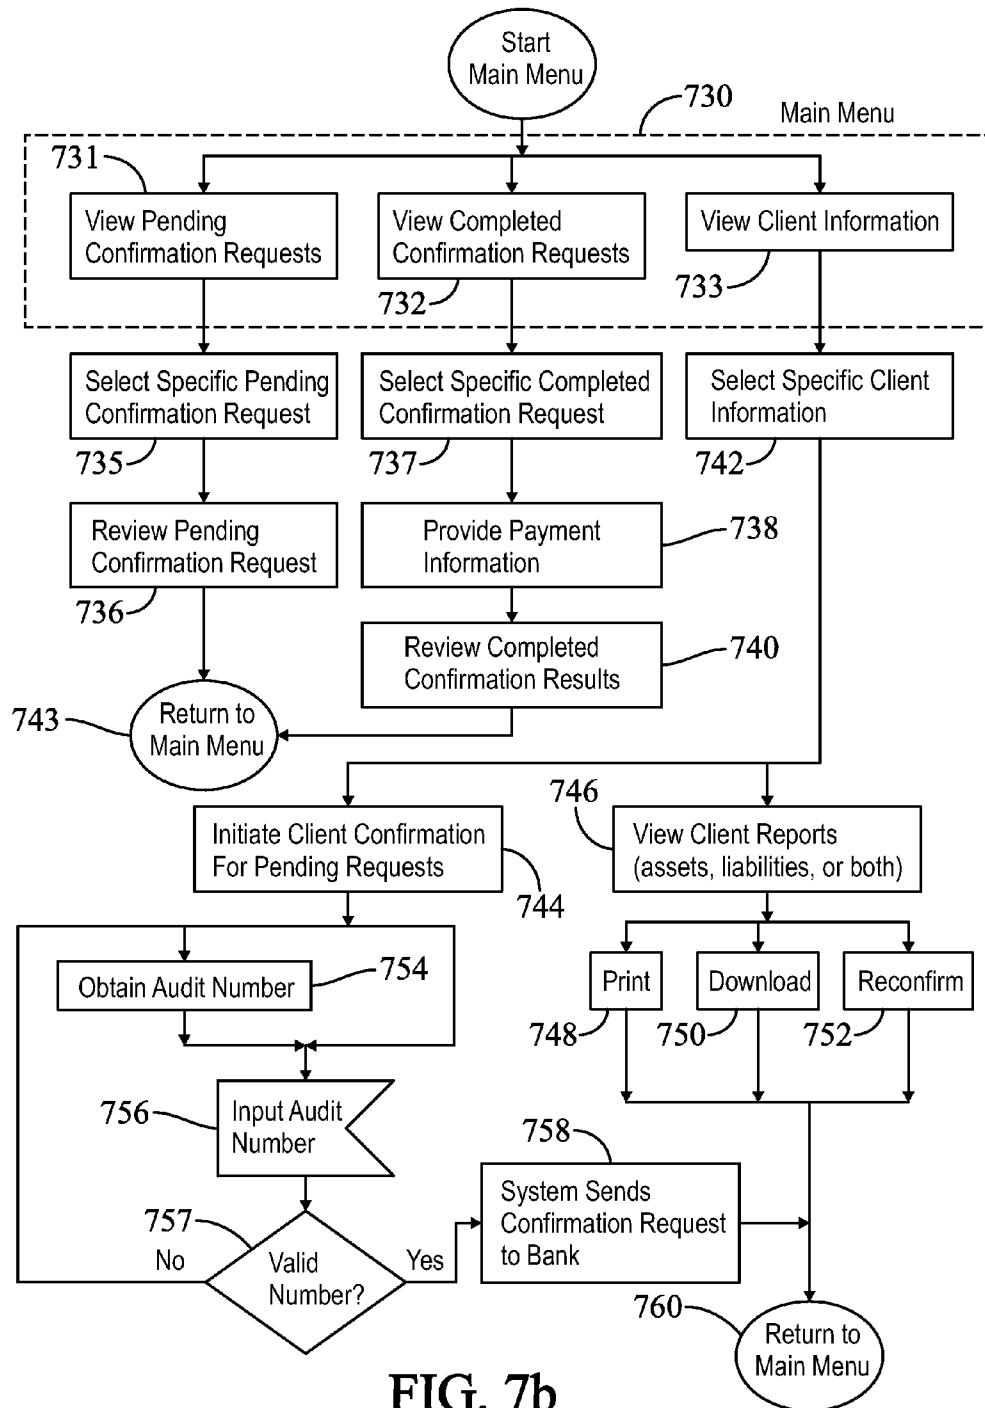 Start
Main Menu
730
Main Menu
731
View Pending
Confirmation Requests
View Completed
Confirmation Requests
View Client Information
732
733
Select Specific Pending
Confirmation Request
Select Specific Completed
Confirmation Request
Select Specific Client
Information
735
737
742
Review Pending
Confirmation Request
Provide Payment
Information
738
736
Review Completed
Confirmation Results
740
743
Return to
Main Menu
746
Initiate Client Confirmation
For Pending Requests
View Client Reports
(assets, liabilities, or both)
744
Obtain Audit Number
754
Print
Download
Reconfirm
748
750
752
756
Input Audit
Number
758
System Sends
Confirmation Request
to Bank
757
No
Valid
Number?
Yes
760
Return to
Main Menu
FIG. 7b